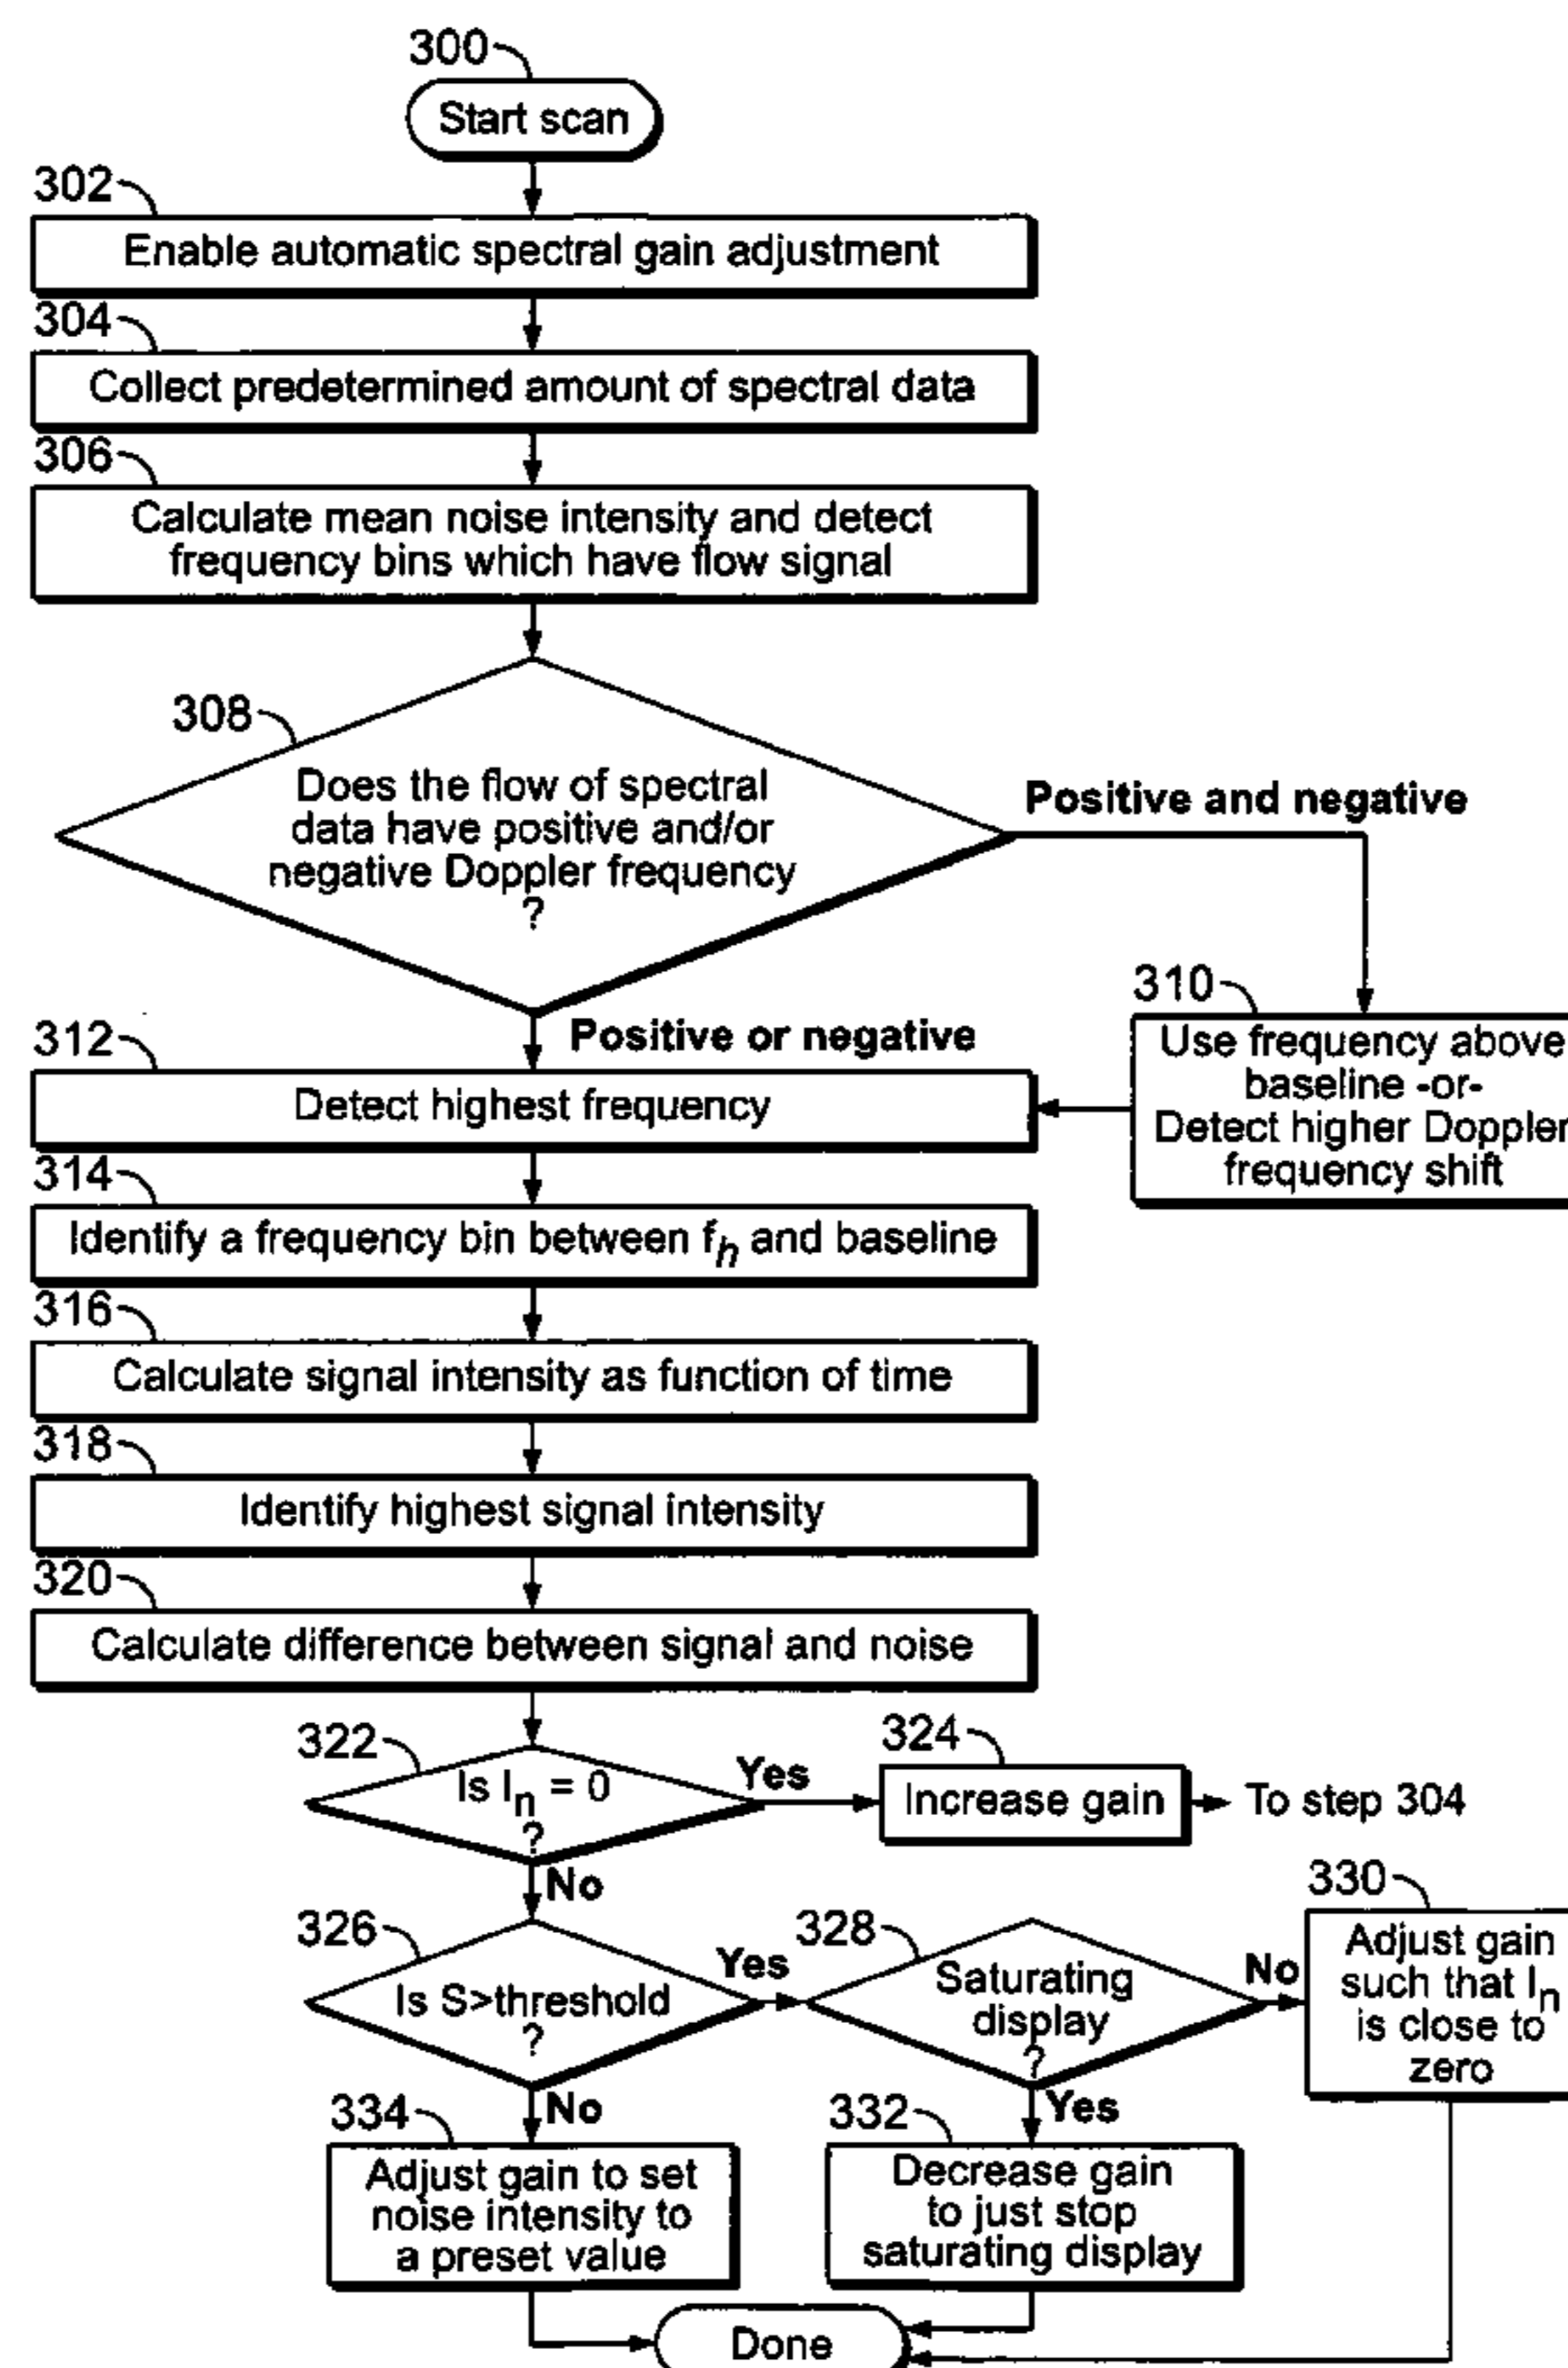 300
Start scan
302
Enable automatic spectral gain adjustment
304
Collect predetermined amount of spectral data
306
Calculate mean noise intensity and detect
frequency bins which have flow signal
308
Does the flow of spectral
data have positive and/or
negative Doppler frequency
?
Positive and negative
310
Use frequency above
baseline -or-
Detect higher Doppler
frequency shift
Positive or negative
312
Detect highest frequency
314
Identify a frequency bin between fh and baseline
316
Calculate signal intensity as function of time
318
Identify highest signal intensity
320
Calculate difference between signal and noise
322
Is In = 0
?
Yes
324
Increase gain
To step 304
No
326
Is S>threshold
?
Yes
328
Saturating
display
?
No
330
Adjust gain
such that In
is close to
zero
No
334
Adjust gain to set
noise intensity to
a preset value
Yes
332
Decrease gain
to just stop
saturating display
Done